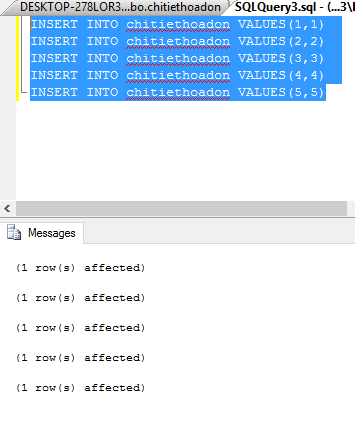 DESKTOP-278LOR3...bo.chitiethoadon SQLQuery3.sql - (...3\
INSERT INTO chitiethoadon VALUES(1,1)
INSERT INTO chitiethoadon VALUES(2,2)
INSERT INTO chitiethoadon VALUES(3,3)
INSERT INTO chitiethoadon VALUES(4,4)
INSERT INTO chitiethoadon VALUES(5,5)
Messages
(1 row(s) affected)
(1 row(s) affected)
(1 row(s) affected)
(1 row(s) affected)
(1 row(s) affected)